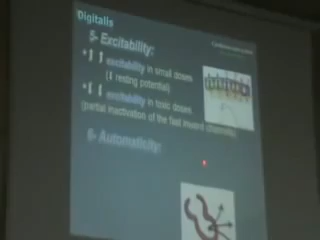 Digitalis
5- Excitability:
*↑↑ excitability in small doses
(↓ resting potential)
*↓↓ excitability in toxic doses
(partial inactivation of the fast inward channels)
6- Automaticity: